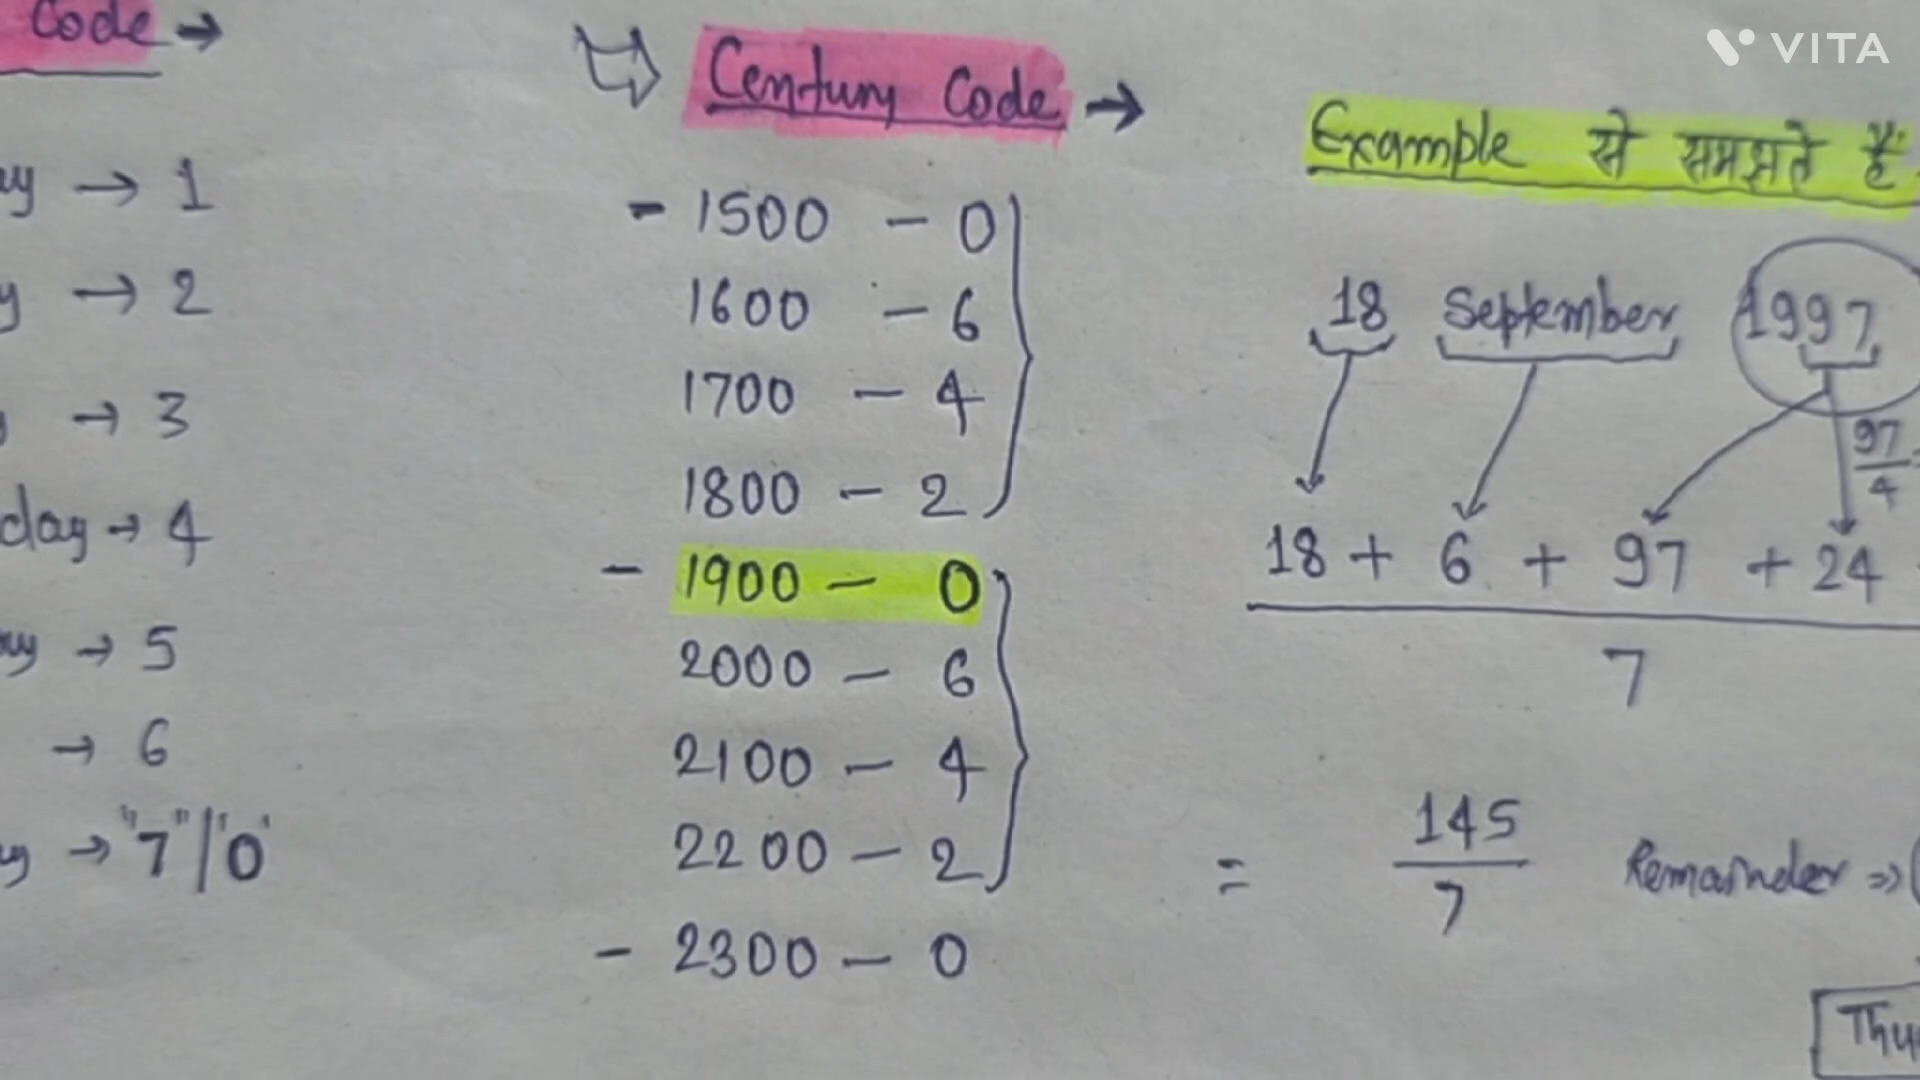 Code →
→ 1
→ 2
→ 3
day → 4
→ 5
→ 6
→ "7" | '0'
Century Code →
- 1500 - 0
1600 - 6
1700 - 4
1800 - 2
- 1900 - 0
2000 - 6
2100 - 4
2200 - 2
- 2300 - 0
VITA
Example से समझते हैं
18 September 1997
97/4 =
18 + 6 + 97 + 24
7
= 145/7 Remainder ⇒